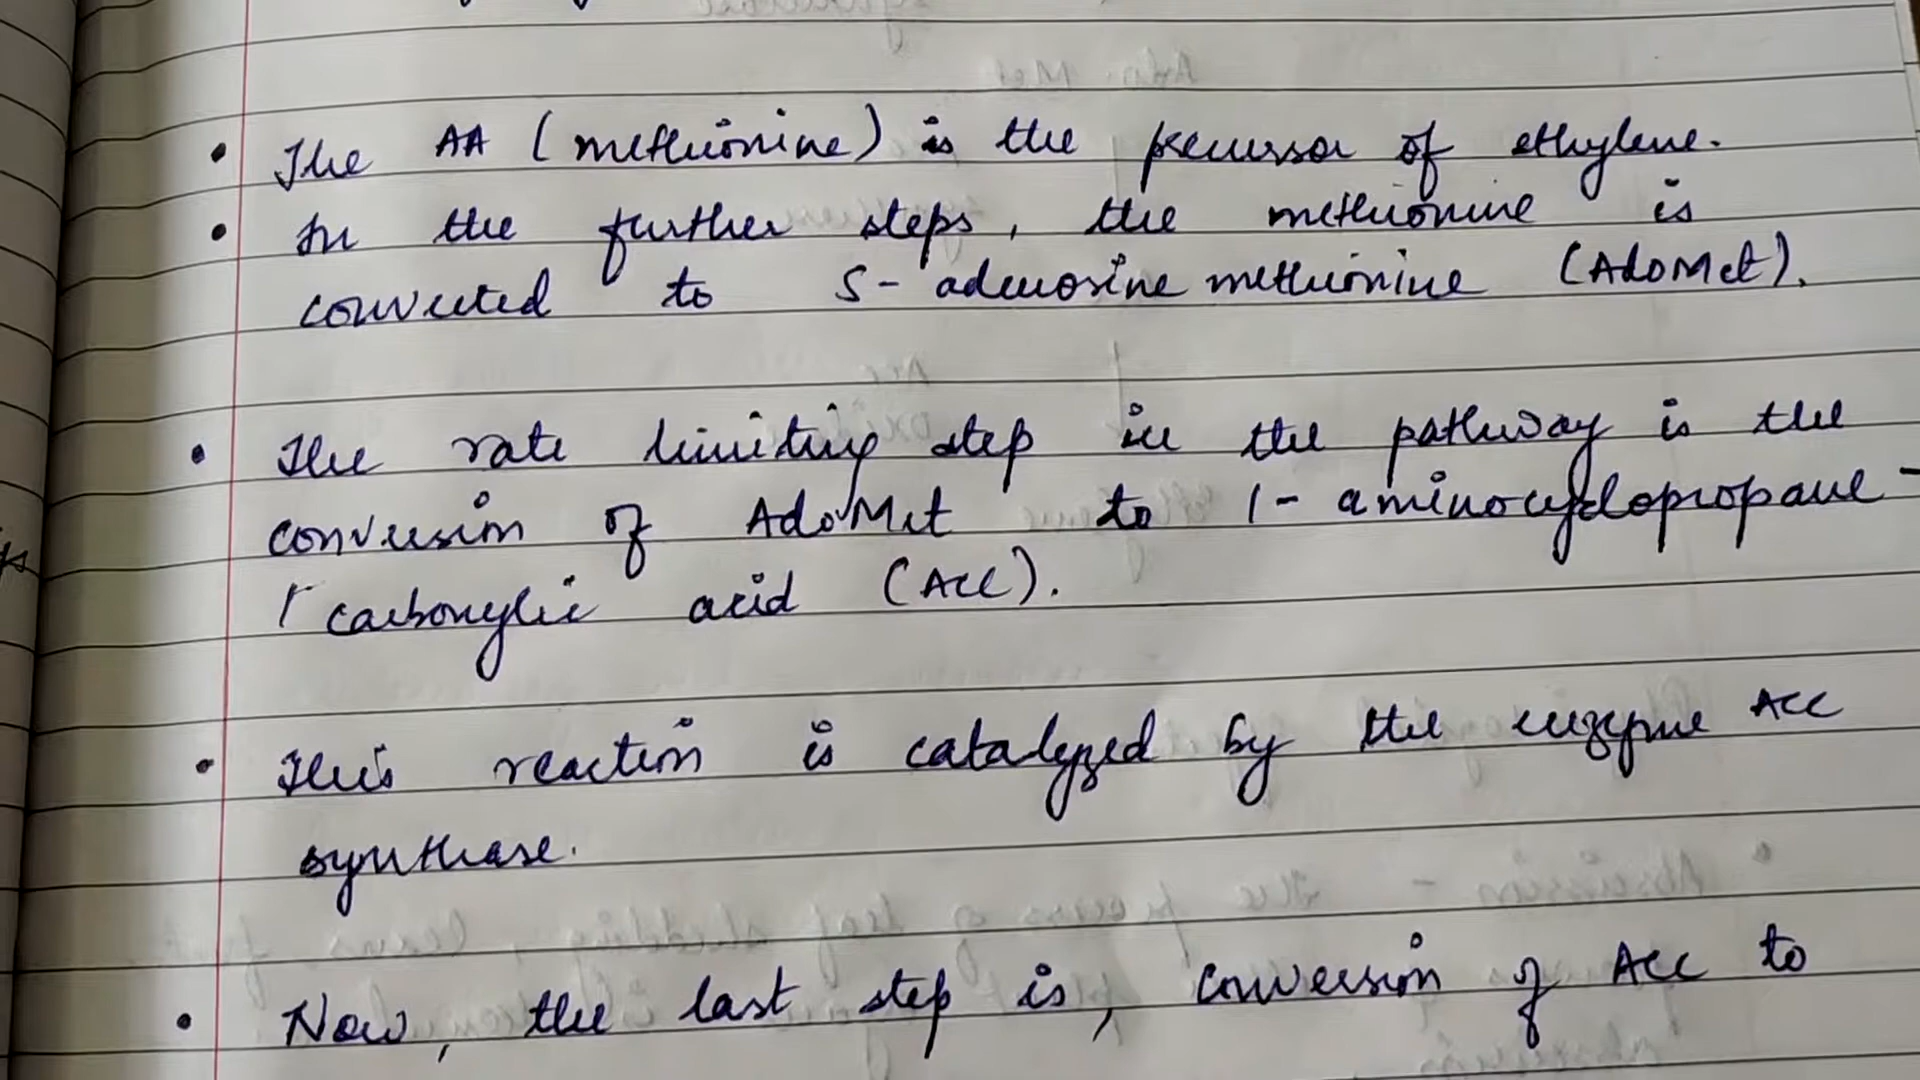 • The AA (methionine) is the precursor of ethylene.
• In the further steps, the methionine is
converted to S-adenosine methionine (AdoMet).
• The rate limiting step in the pathway is the
conversion of AdoMet to 1-aminocyclopropane-
1-carboxylic acid (ACC).
• This reaction is catalyzed by the enzyme ACC
synthase.
• Now, the last step is, conversion of ACC to